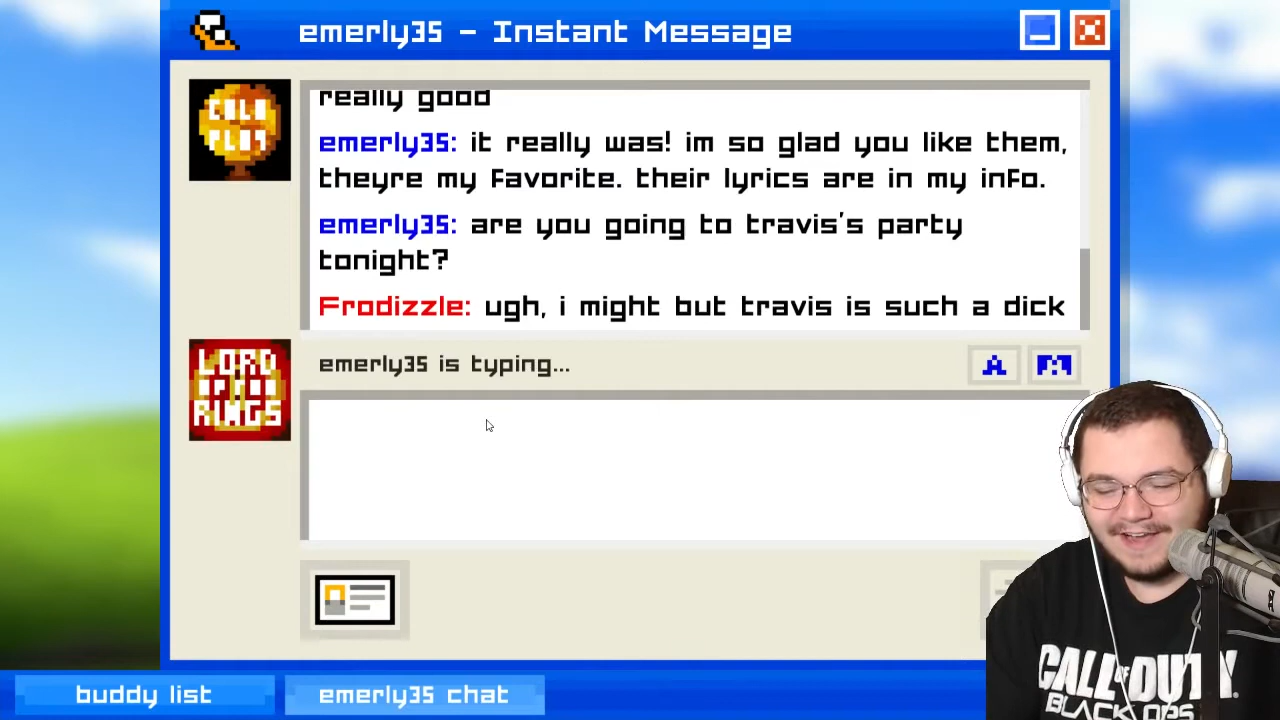 emerly35 - Instant Message
COLD
PLAY
really good
emerly35: it really was! im so glad you like them,
theyre my favorite. their lyrics are in my info.
emerly35: are you going to travis's party
tonight?
Frodizzle: ugh, i might but travis is such a dick
LORD
OF THE
RINGS
emerly35 is typing...
A
CALL OF DUTY
BLACK OPS
buddy list
emerly35 chat